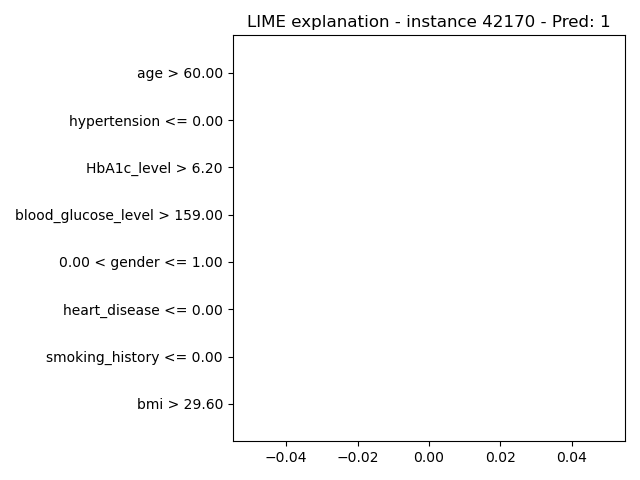 LIME explanation - instance 42170 - Pred: 1
age > 60.00
hypertension <= 0.00
HbA1c_level > 6.20
blood_glucose_level > 159.00
0.00 < gender <= 1.00
heart_disease <= 0.00
smoking_history <= 0.00
bmi > 29.60
−0.04 −0.02 0.00 0.02 0.04